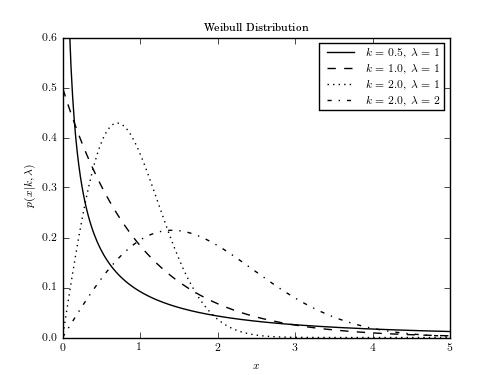 Weibull Distribution
k = 0.5, λ = 1
k = 1.0, λ = 1
k = 2.0, λ = 1
k = 2.0, λ = 2
p(x|k, λ)
0.6
0.5
0.4
0.3
0.2
0.1
0.0
0 1 2 3 4 5
x